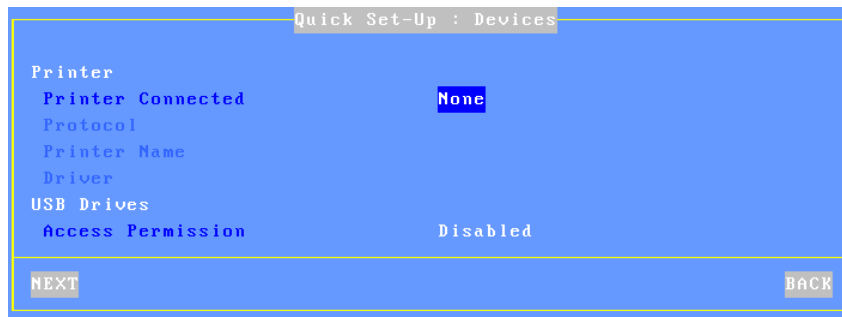 Quick Set-Up : Devices
Printer
Printer Connected None
Protocol
Printer Name
Driver
USB Drives
Access Permission Disabled
NEXT BACK